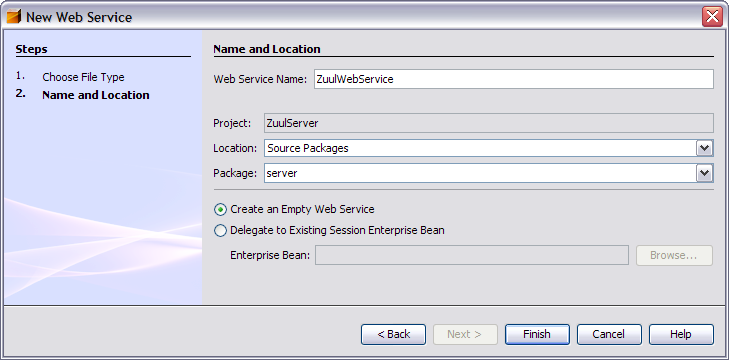 New Web Service
Steps
1. Choose File Type
2. Name and Location
Name and Location
Web Service Name: ZuulWebService
Project: ZuulServer
Location: Source Packages
Package: server
Create an Empty Web Service
Delegate to Existing Session Enterprise Bean
Enterprise Bean: Browse...
< Back Next > Finish Cancel Help